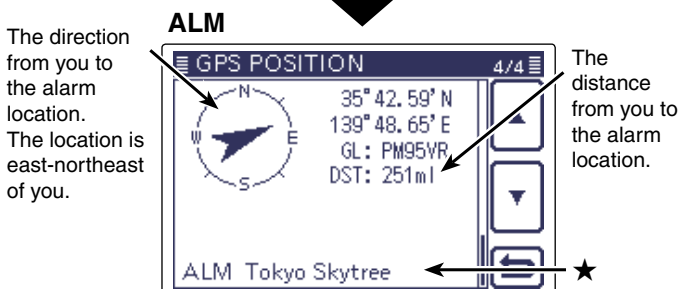 ALM
The direction
from you to
the alarm
location.
The location is
east-northeast
of you.
GPS POSITION 4/4
N
W E
S
35°42.59’N
139°48.65’E
GL: PM95VR
DST: 251ml
ALM Tokyo Skytree
The
distance
from you to
the alarm
location.
★